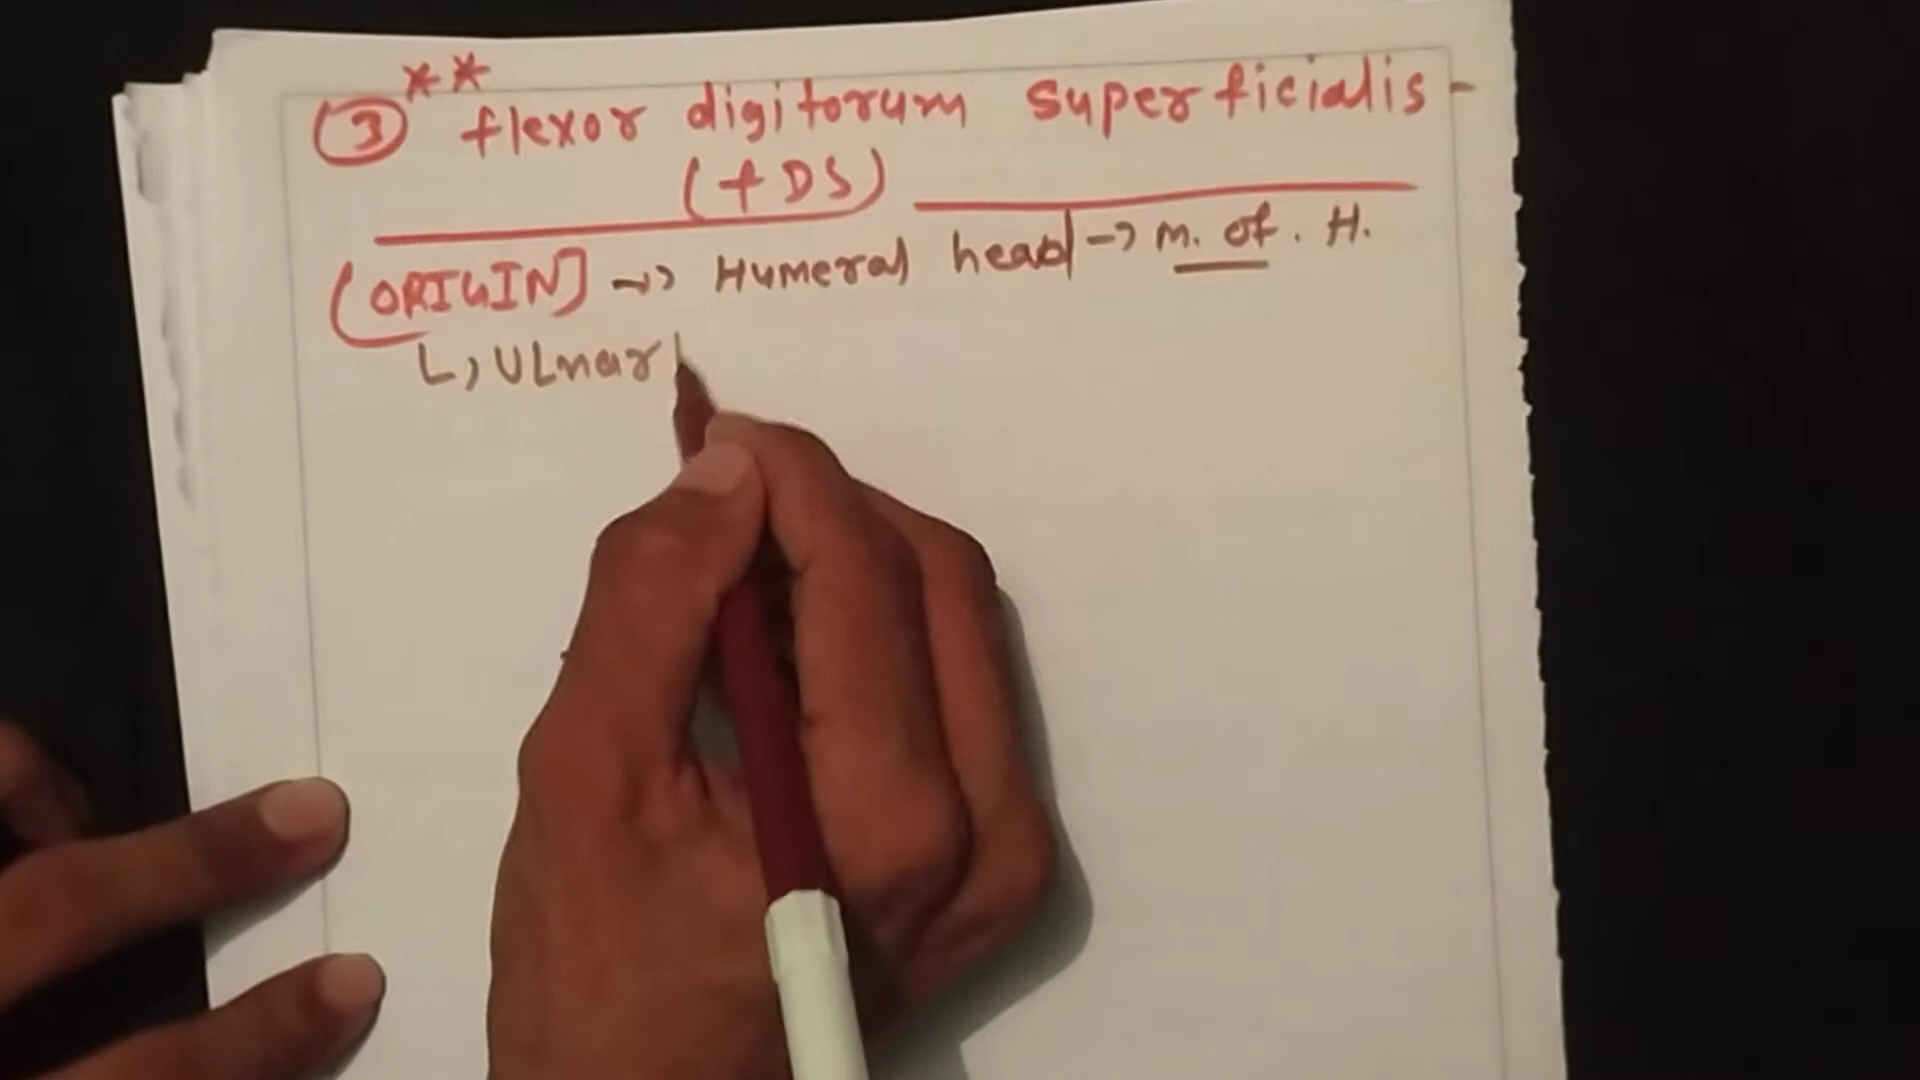 ③ ** flexor digitorum superficialis -
(fDS)
[ORIGIN] -> Humeral head -> m. of. H.
L, ULnar